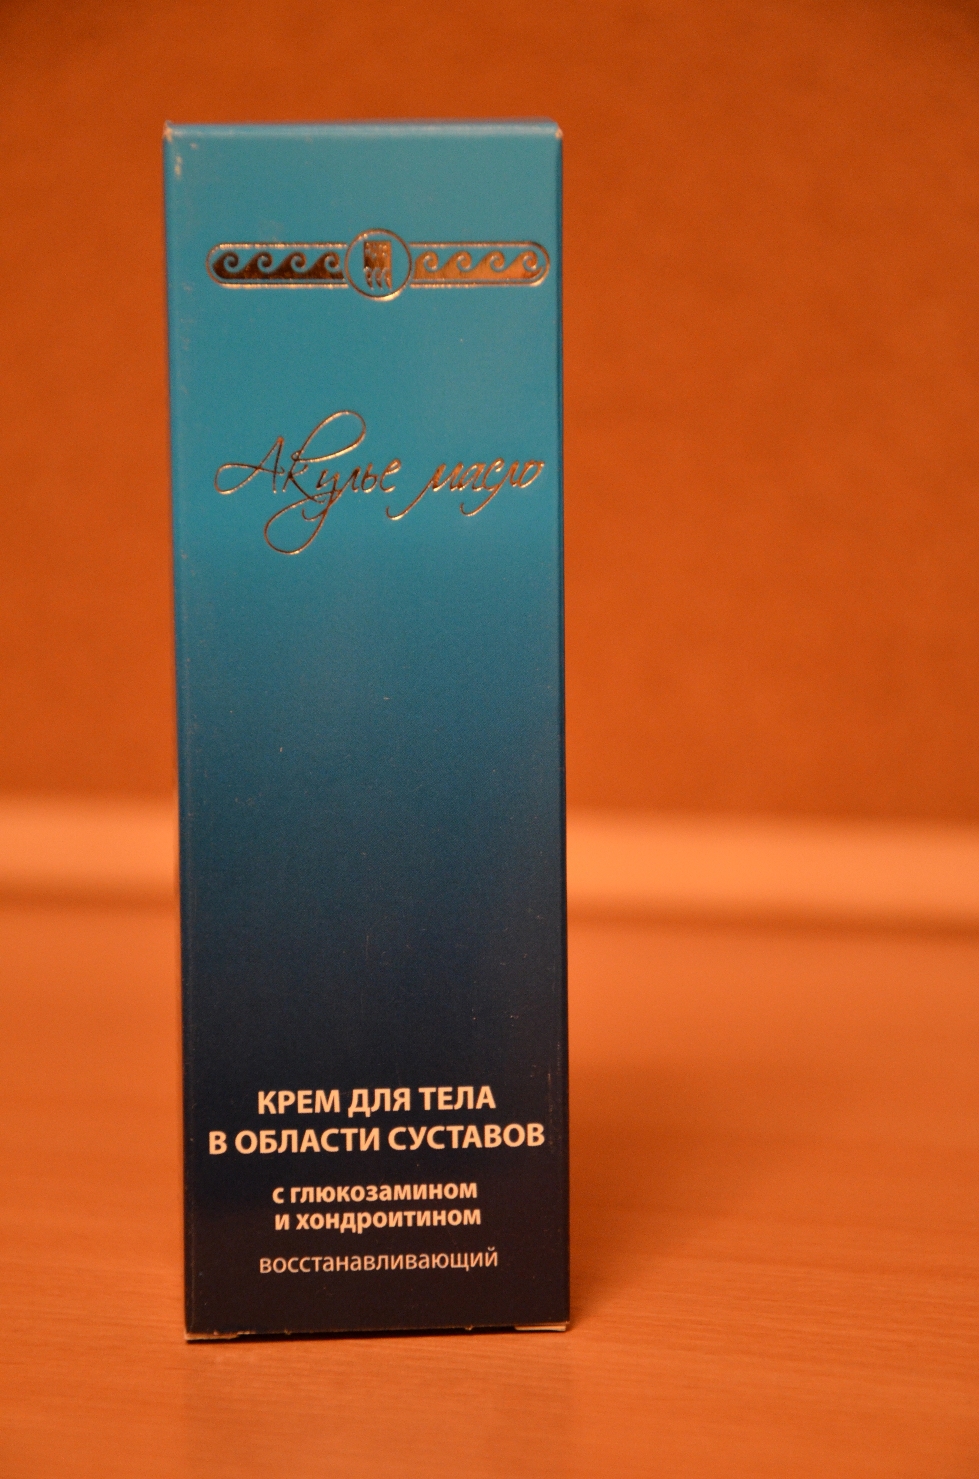 Акулье масло
КРЕМ ДЛЯ ТЕЛА
В ОБЛАСТИ СУСТАВОВ
с глюкозамином
и хондроитином
восстанавливающий